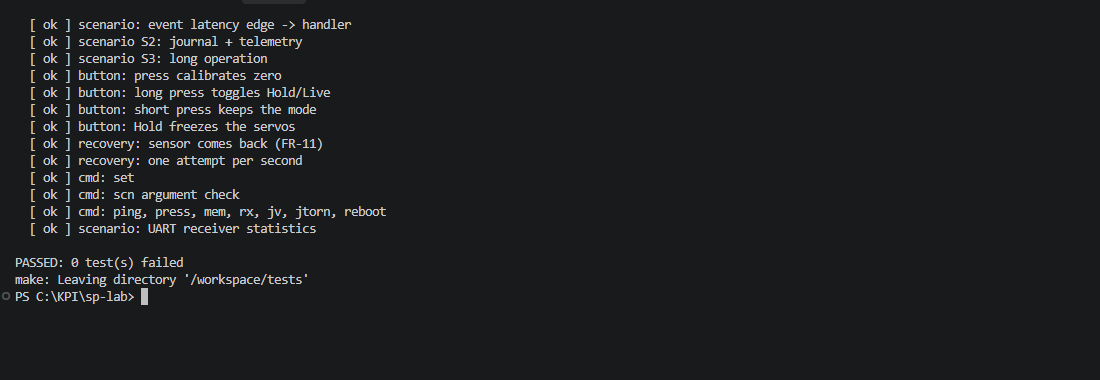 [ ok ] scenario: event latency edge -> handler
[ ok ] scenario S2: journal + telemetry
[ ok ] scenario S3: long operation
[ ok ] button: press calibrates zero
[ ok ] button: long press toggles Hold/Live
[ ok ] button: short press keeps the mode
[ ok ] button: Hold freezes the servos
[ ok ] recovery: sensor comes back (FR-11)
[ ok ] recovery: one attempt per second
[ ok ] cmd: set
[ ok ] cmd: scn argument check
[ ok ] cmd: ping, press, mem, rx, jv, jtorn, reboot
[ ok ] scenario: UART receiver statistics
PASSED: 0 test(s) failed
make: Leaving directory '/workspace/tests'
PS C:\KPI\sp-lab>